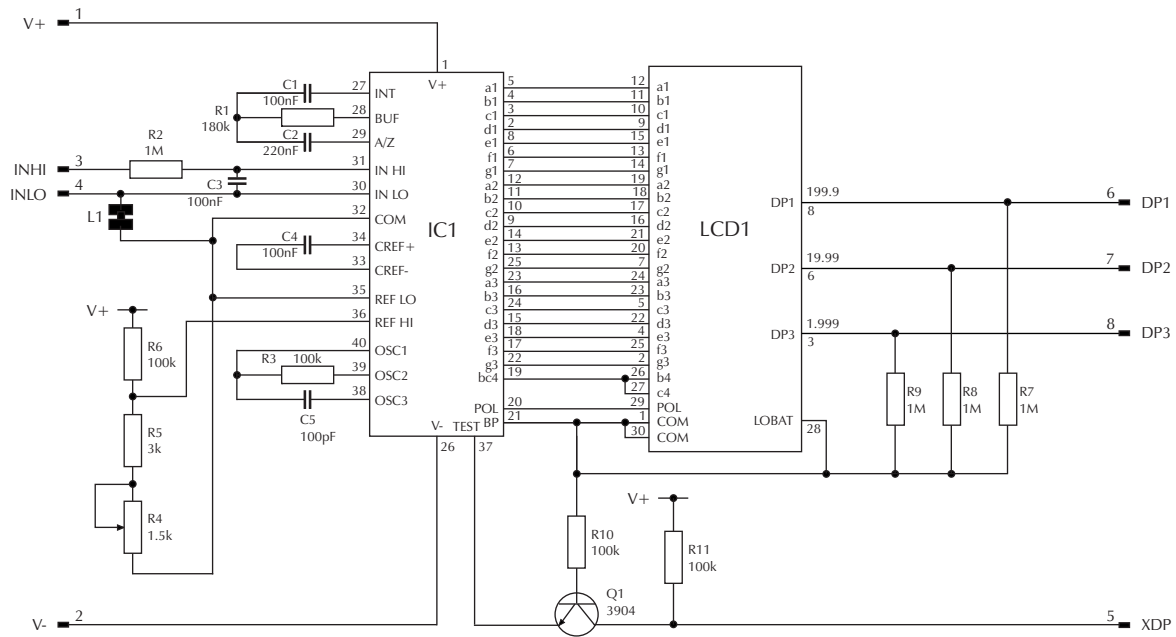 V+ 1
1
V+
INT 27
BUF 28
A/Z 29
IN HI 31
IN LO 30
COM 32
CREF+ 34
CREF- 33
REF LO 35
REF HI 36
OSC1 40
OSC2 39
OSC3 38
C1
100nF
R1
180k
C2
220nF
R2
1M
INHI 3
INLO 4
C3
100nF
L1
C4
100nF
V+
R6
100k
R5
3k
R4
1.5k
R3 100k
C5
100pF
IC1
V- TEST
26 37
a1 5 12 a1
b1 4 11 b1
c1 3 10 c1
d1 2 9 d1
e1 8 15 e1
f1 6 13 f1
g1 7 14 g1
a2 12 19 a2
b2 11 18 b2
c2 10 17 c2
d2 9 16 d2
e2 14 21 e2
f2 13 20 f2
g2 25 7 g2
a3 23 24 a3
b3 16 23 b3
c3 24 5 c3
d3 15 22 d3
e3 18 4 e3
f3 17 25 f3
g3 22 2 g3
bc4 19 26 b4
27 c4
POL 20 29 POL
BP 21 1 COM
30 COM
LCD1
DP1 199.9
8
6 DP1
DP2 19.99
6
7 DP2
DP3 1.999
3
8 DP3
LOBAT 28
R9
1M
R8
1M
R7
1M
V+
R10
100k
R11
100k
Q1
3904
V- 2
5 XDP